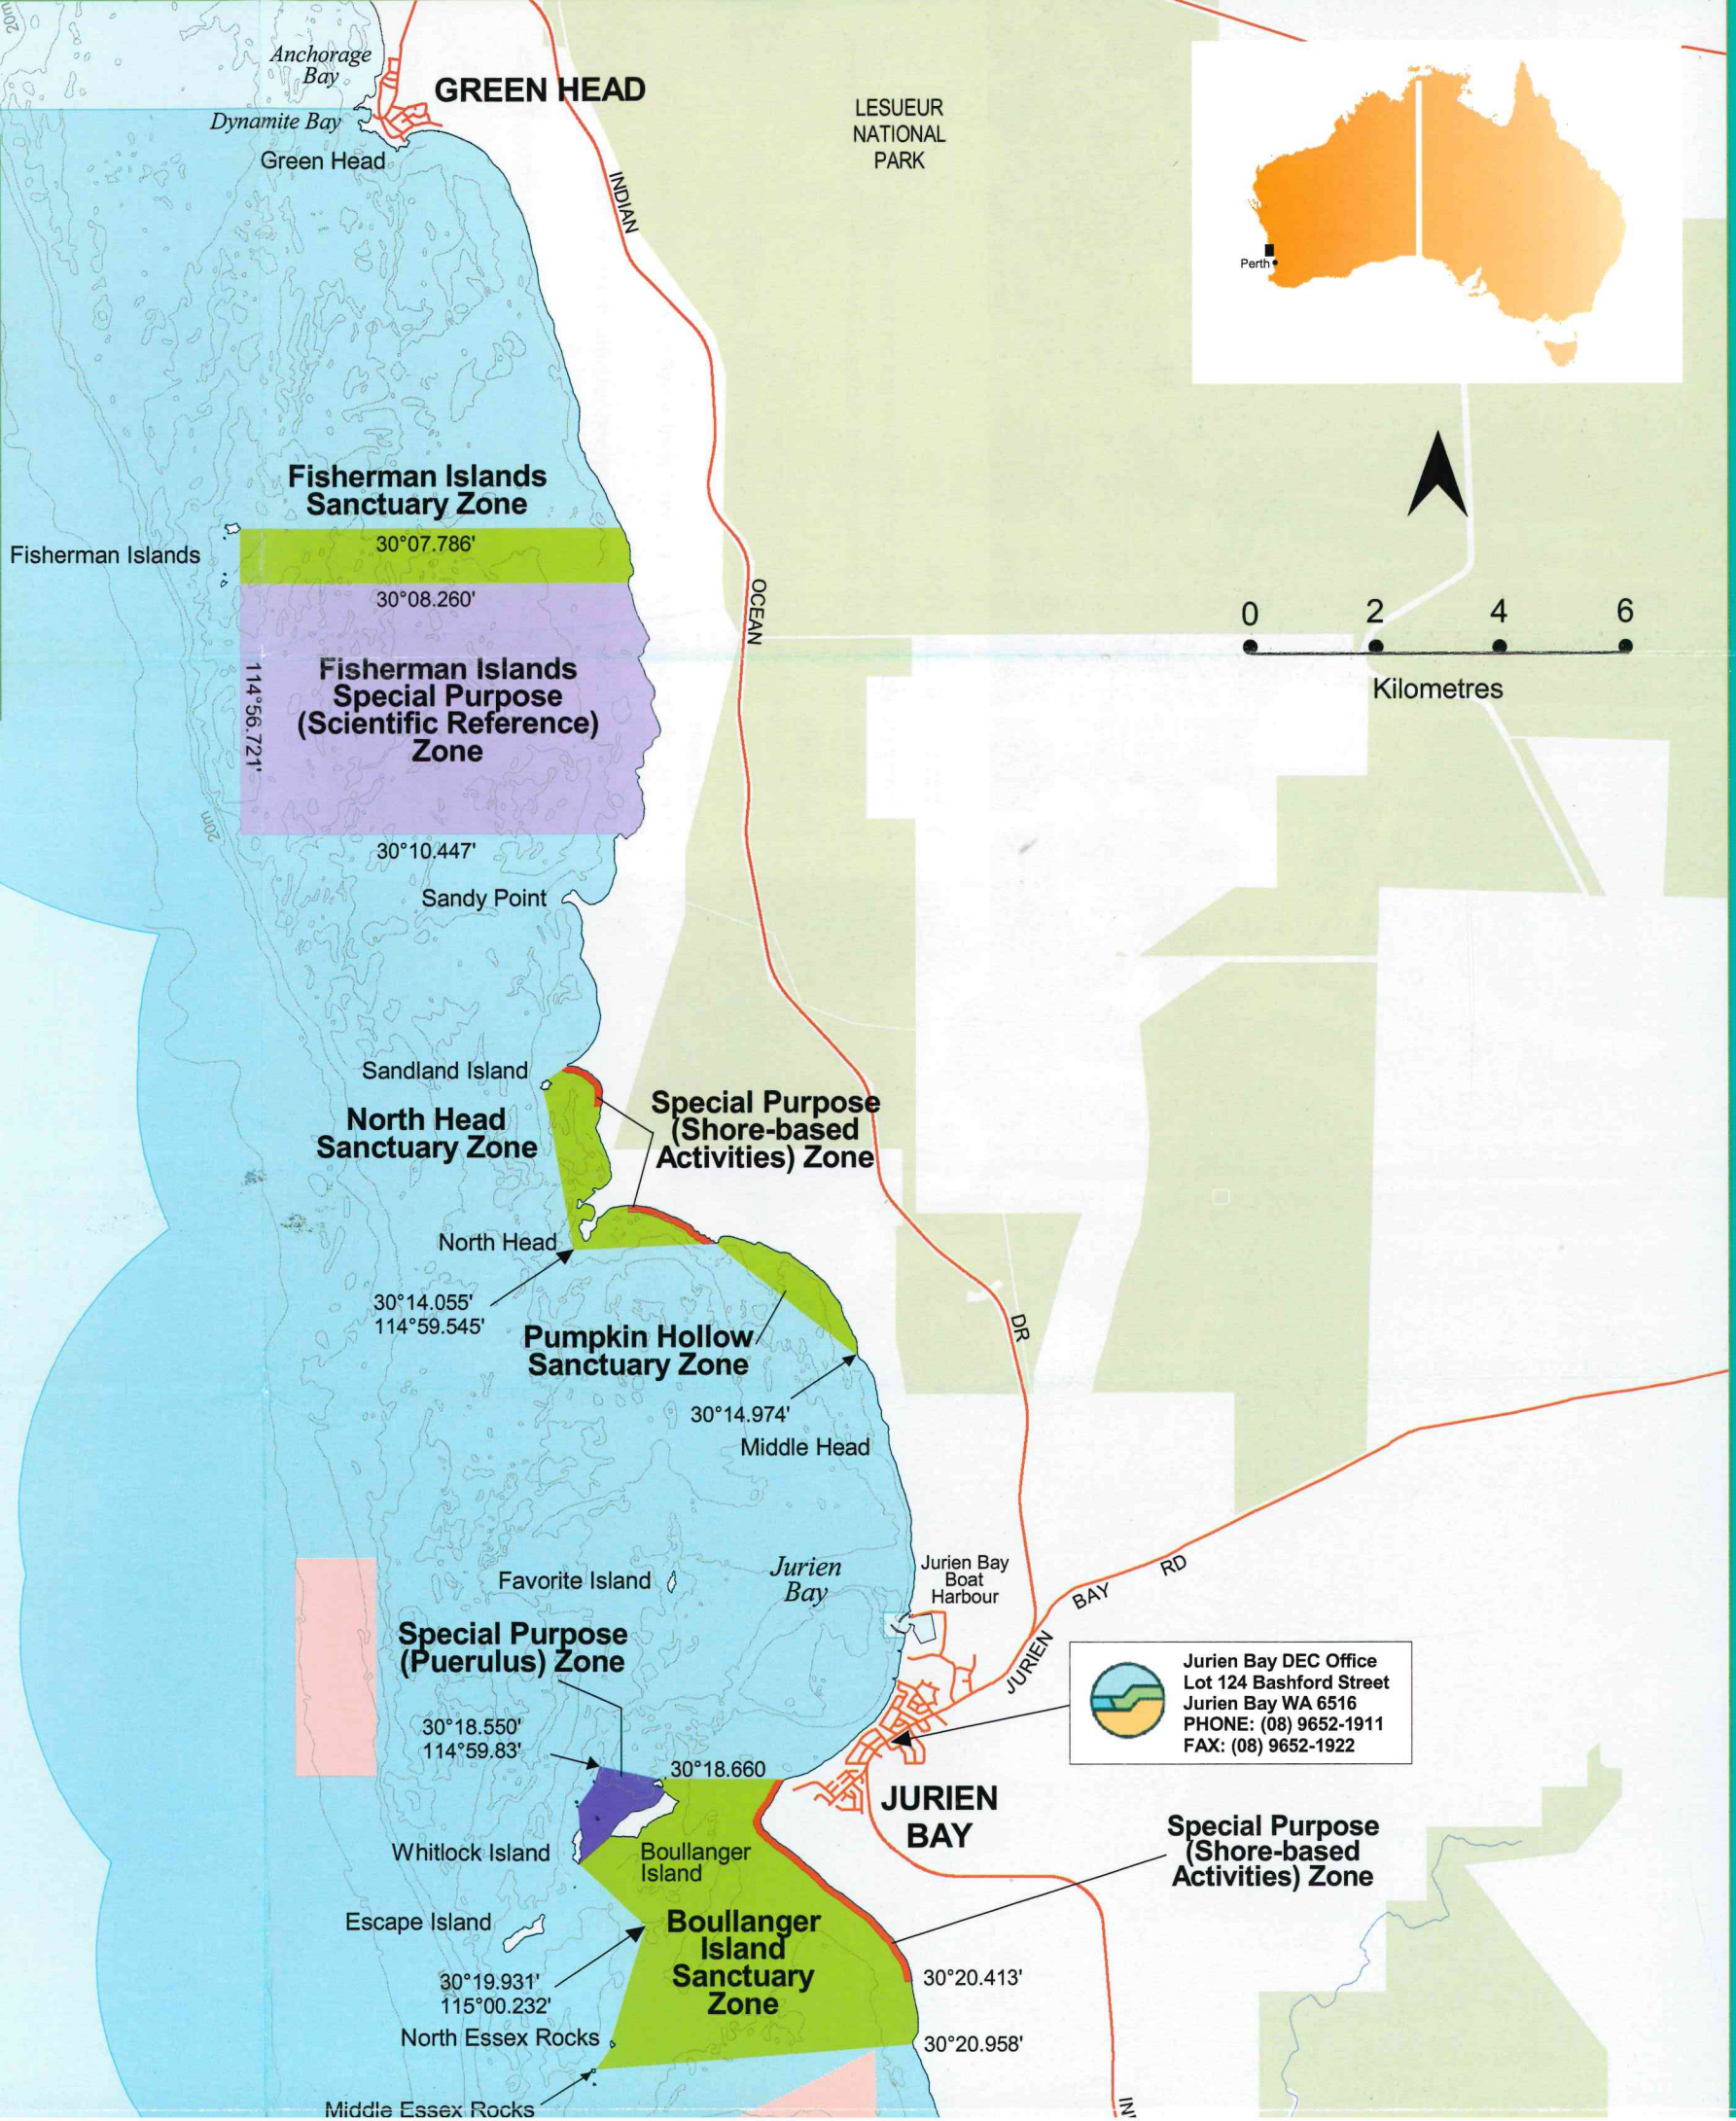 20m
Anchorage
Bay
GREEN HEAD
Dynamite Bay
Green Head
LESUEUR
NATIONAL
PARK
INDIAN
Perth
Fisherman Islands
Sanctuary Zone
30°07.786'
Fisherman Islands
30°08.260'
OCEAN
0 2 4 6
Kilometres
114°56.721'
Fisherman Islands
Special Purpose
(Scientific Reference)
Zone
20m
30°10.447'
Sandy Point
Sandland Island
North Head
Sanctuary Zone
Special Purpose
(Shore-based
Activities) Zone
North Head
30°14.055'
114°59.545'
Pumpkin Hollow
Sanctuary Zone
DR
30°14.974'
Middle Head
Favorite Island
Jurien
Bay
Jurien Bay
Boat
Harbour
JURIEN BAY RD
Special Purpose
(Puerulus) Zone
Jurien Bay DEC Office
Lot 124 Bashford Street
Jurien Bay WA 6516
PHONE: (08) 9652-1911
FAX: (08) 9652-1922
30°18.550'
114°59.83'
30°18.660
JURIEN
BAY
Whitlock Island
Boullanger
Island
Special Purpose
(Shore-based
Activities) Zone
Escape Island
Boullanger
Island
Sanctuary
Zone
30°19.931'
115°00.232'
30°20.413'
North Essex Rocks
30°20.958'
Middle Essex Rocks